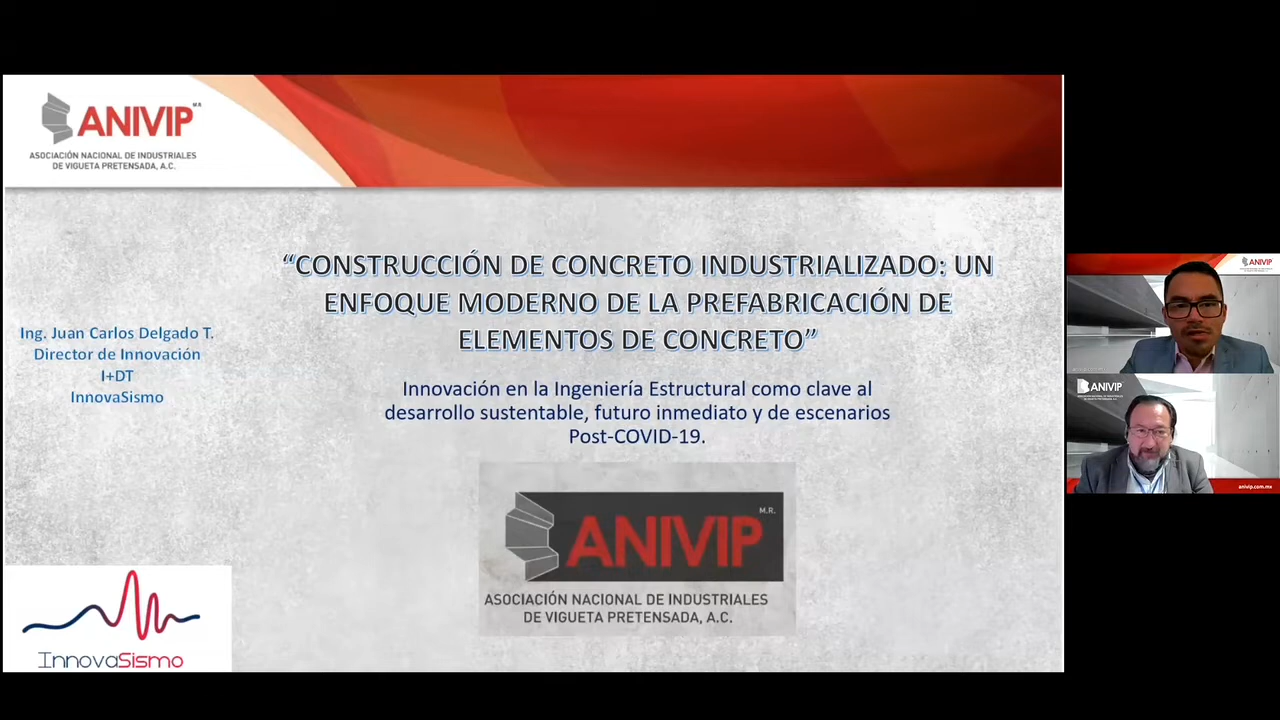 ANIVIP
M.R.
ASOCIACIÓN NACIONAL DE INDUSTRIALES
DE VIGUETA PRETENSADA, A.C.
“CONSTRUCCIÓN DE CONCRETO INDUSTRIALIZADO: UN
ENFOQUE MODERNO DE LA PREFABRICACIÓN DE
ELEMENTOS DE CONCRETO”
Ing. Juan Carlos Delgado T.
Director de Innovación
I+DT
InnovaSismo
Innovación en la Ingeniería Estructural como clave al
desarrollo sustentable, futuro inmediato y de escenarios
Post-COVID-19.
ANIVIP
M.R.
ASOCIACIÓN NACIONAL DE INDUSTRIALES
DE VIGUETA PRETENSADA, A.C.
InnovaSismo
ANIVIP
ANIVIP
anivip.com.mx